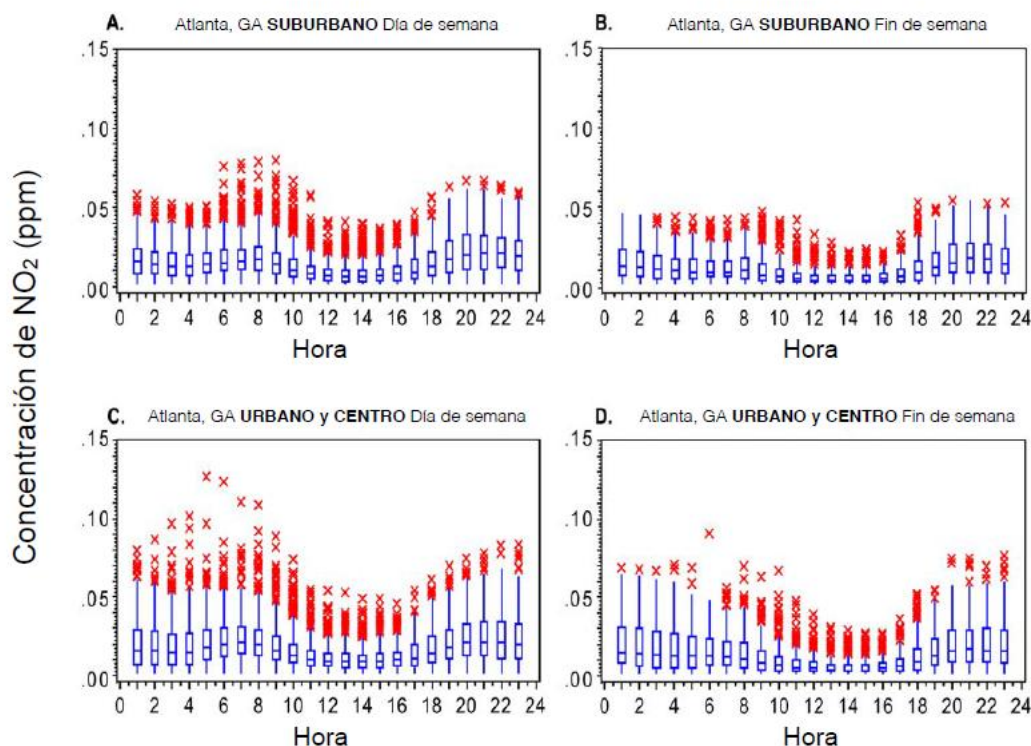 A. Atlanta, GA SUBURBANO Día de semana
B. Atlanta, GA SUBURBANO Fin de semana
.15
.10
.05
.00
0 2 4 6 8 10 12 14 16 18 20 22 24
Hora
.15
.10
.05
.00
0 2 4 6 8 10 12 14 16 18 20 22 24
Hora
Concentración de NO₂ (ppm)
C. Atlanta, GA URBANO y CENTRO Día de semana
D. Atlanta, GA URBANO y CENTRO Fin de semana
.15
.10
.05
.00
0 2 4 6 8 10 12 14 16 18 20 22 24
Hora
.15
.10
.05
.00
0 2 4 6 8 10 12 14 16 18 20 22 24
Hora